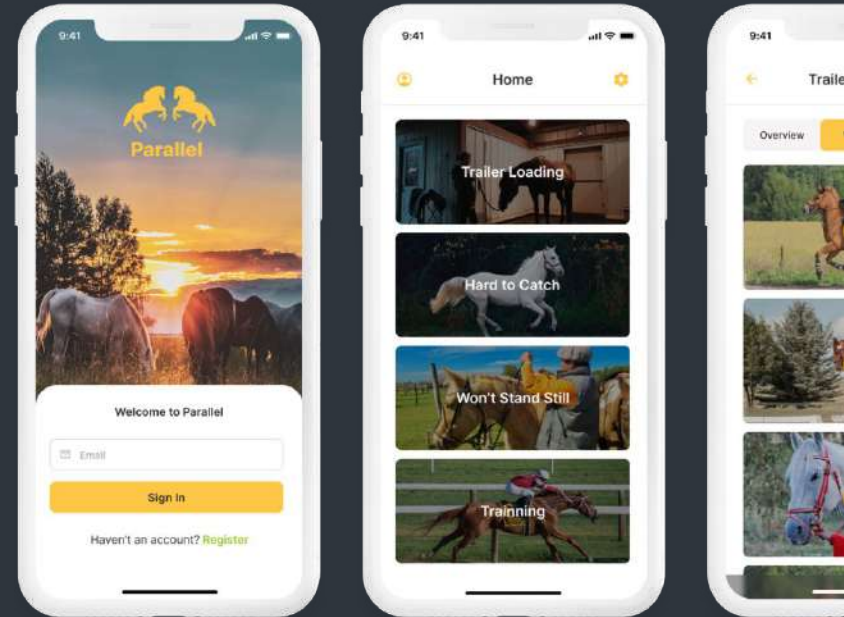 9:41
Parallel
Welcome to Parallel
Email
Sign In
Haven't an account? Register
9:41
Home
Trailer Loading
Hard to Catch
Won't Stand Still
Trainning
9:41
Traile
Overview